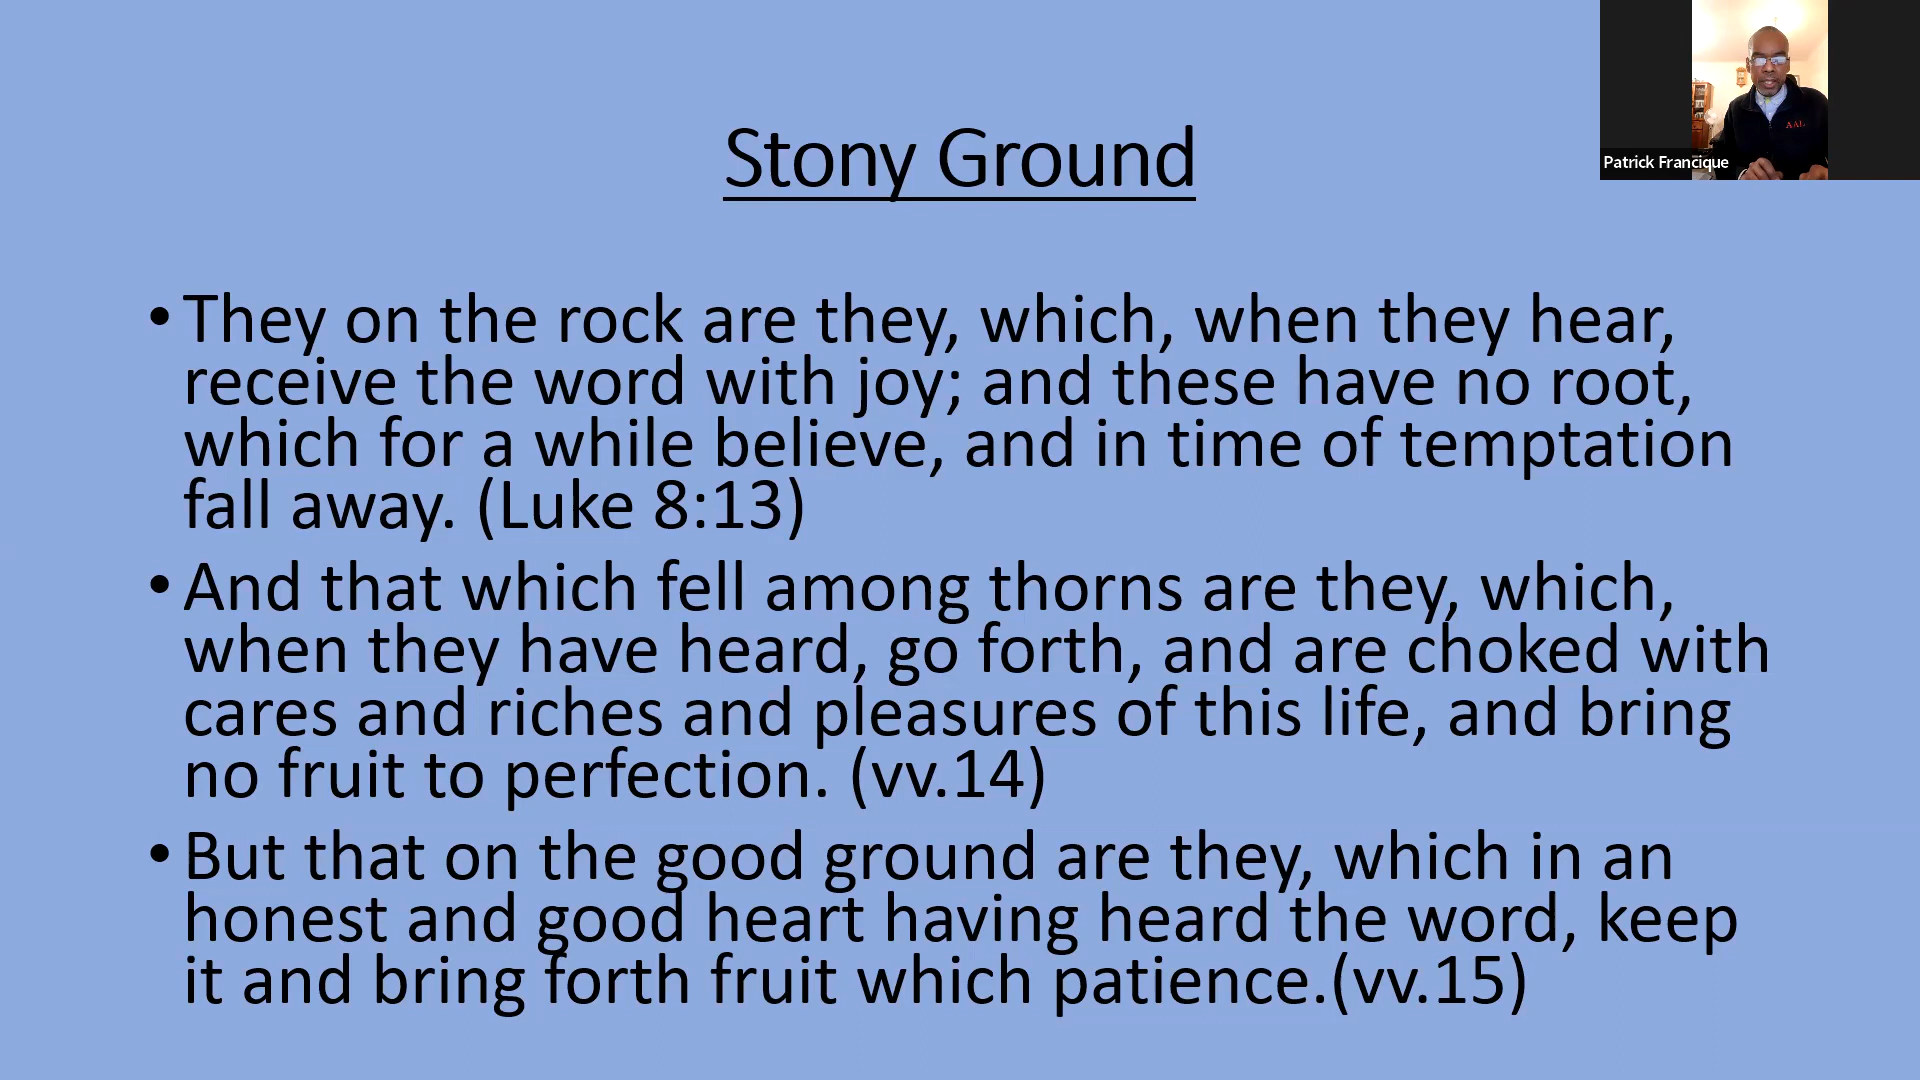 Stony Ground
Patrick Francique
• They on the rock are they, which, when they hear,
receive the word with joy; and these have no root,
which for a while believe, and in time of temptation
fall away. (Luke 8:13)
• And that which fell among thorns are they, which,
when they have heard, go forth, and are choked with
cares and riches and pleasures of this life, and bring
no fruit to perfection. (vv.14)
• But that on the good ground are they, which in an
honest and good heart having heard the word, keep
it and bring forth fruit which patience.(vv.15)